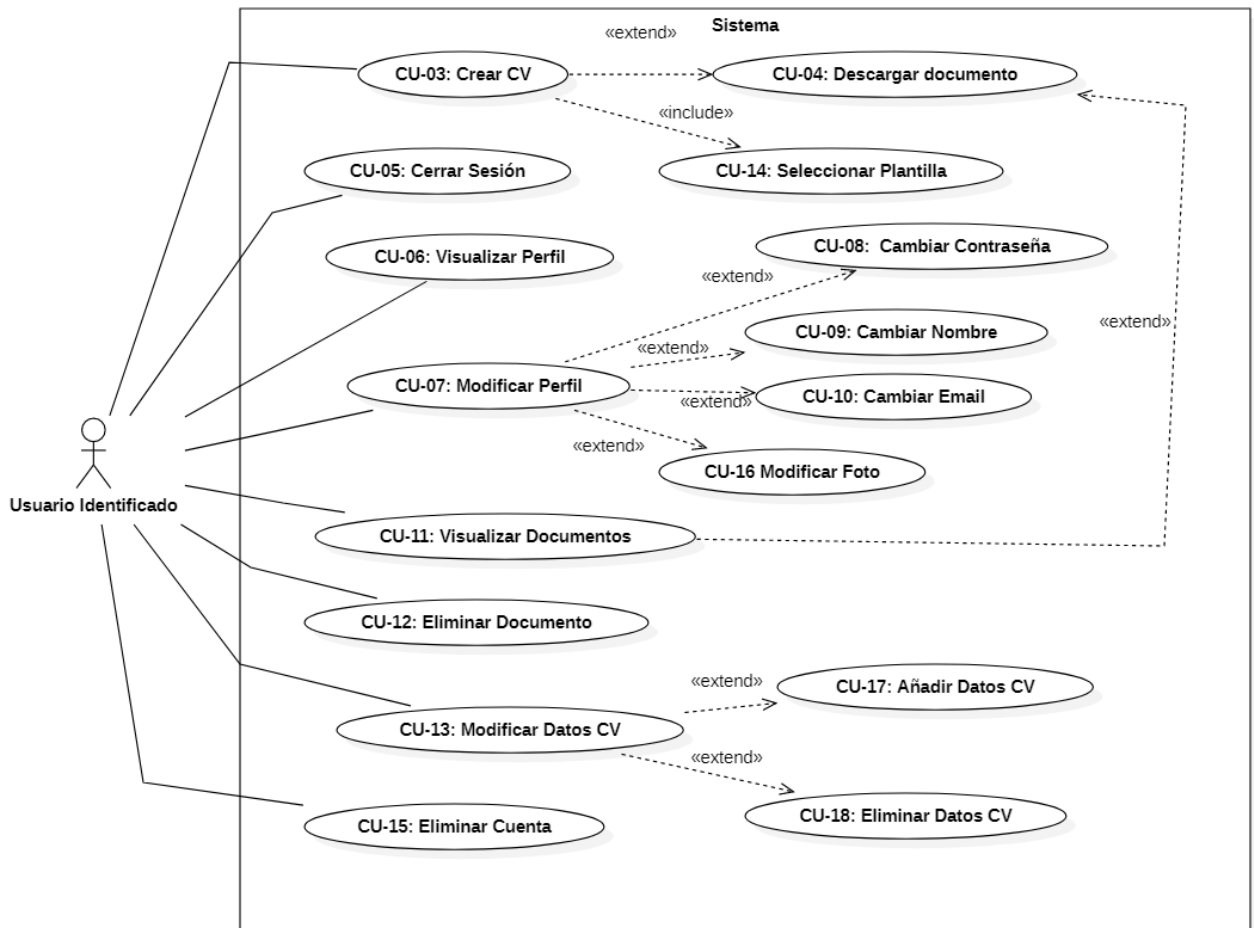 Sistema
«extend»
CU-03: Crear CV
CU-04: Descargar documento
«include»
CU-05: Cerrar Sesión
CU-14: Seleccionar Plantilla
CU-06: Visualizar Perfil
CU-08:  Cambiar Contraseña
«extend»
«extend»
CU-09: Cambiar Nombre
«extend»
CU-07: Modificar Perfil
CU-10: Cambiar Email
«extend»
«extend»
CU-16 Modificar Foto
Usuario Identificado
CU-11: Visualizar Documentos
CU-12: Eliminar Documento
«extend»
CU-17: Añadir Datos CV
CU-13: Modificar Datos CV
«extend»
CU-18: Eliminar Datos CV
CU-15: Eliminar Cuenta